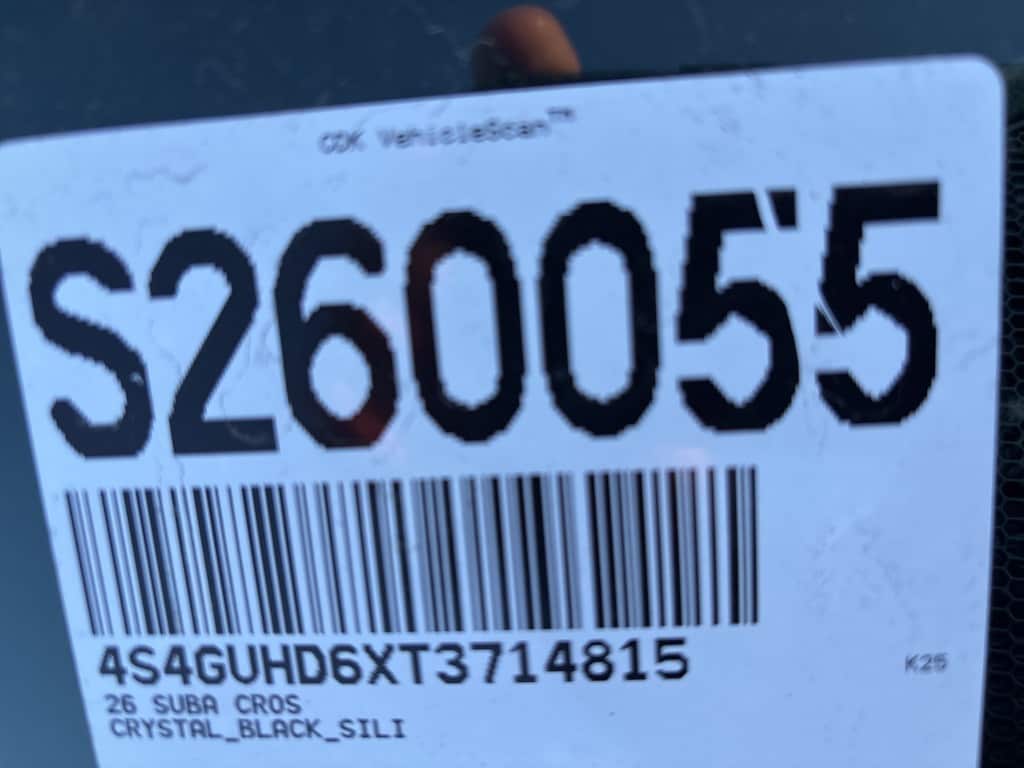 CDK VehicleScan™
S260055
4S4GUHD6XT3714815
K25
26 SUBA CROS
CRYSTAL_BLACK_SILI